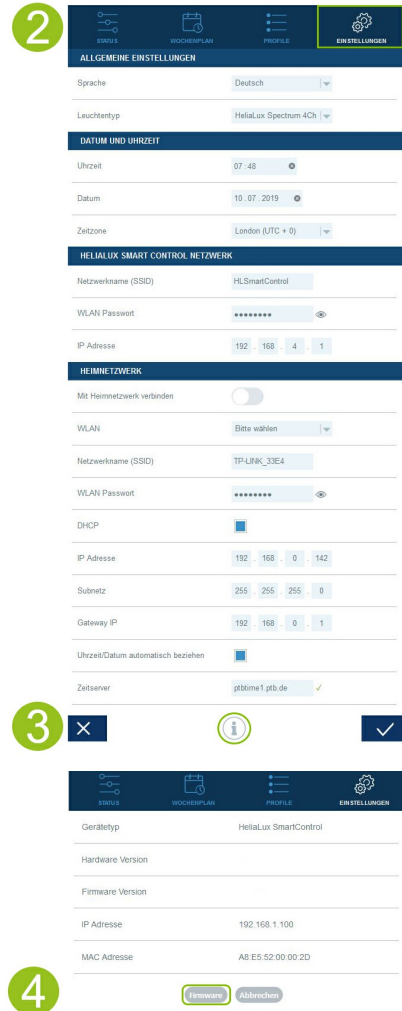 2
STATUS WOCHENPLAN PROFILE EINSTELLUNGEN
ALLGEMEINE EINSTELLUNGEN
Sprache Deutsch
Leuchtentyp HeliaLux Spectrum 4Ch
DATUM UND UHRZEIT
Uhrzeit 07:48
Datum 10.07.2019
Zeitzone London (UTC + 0)
HELIALUX SMART CONTROL NETZWERK
Netzwerkname (SSID) HLSmartControl
WLAN Passwort ••••••••
IP Adresse 192 . 168 . 4 . 1
HEIMNETZWERK
Mit Heimnetzwerk verbinden
WLAN Bitte wählen
Netzwerkname (SSID) TP-LINK_33E4
WLAN Passwort ••••••••
DHCP
IP Adresse 192 . 168 . 0 . 142
Subnetz 255 . 255 . 255 . 0
Gateway IP 192 . 168 . 0 . 1
Uhrzeit/Datum automatisch beziehen
Zeitserver ptbtime1.ptb.de
3
i
STATUS WOCHENPLAN PROFILE EINSTELLUNGEN
Gerätetyp HeliaLux SmartControl
Hardware Version
Firmware Version
IP Adresse 192.168.1.100
MAC Adresse A8:E5:52:00:00:2D
4
Firmware Abbrechen